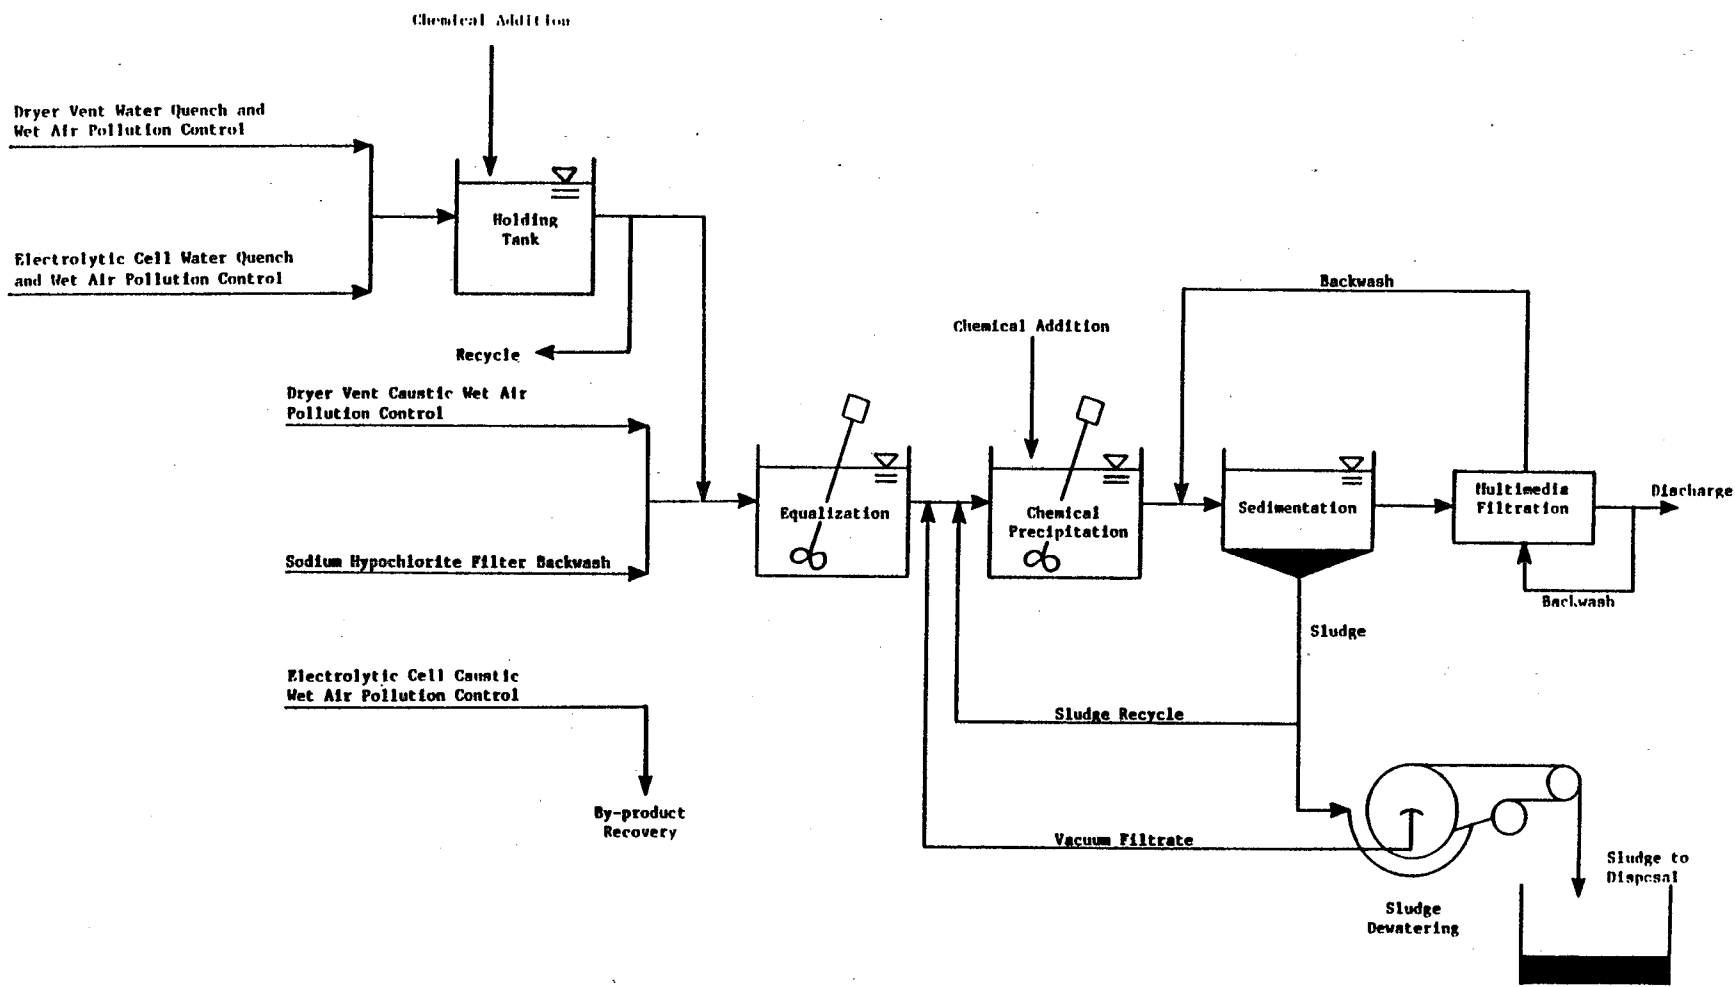 Chemical Addition
Dryer Vent Water Quench and
Wet Air Pollution Control
Holding
Tank
Electrolytic Cell Water Quench
and Wet Air Pollution Control
Recycle
Backwash
Chemical Addition
Dryer Vent Caustic Wet Air
Pollution Control
Equalization
Chemical
Precipitation
Sedimentation
Multimedia
Filtration
Discharge
Sodium Hypochlorite Filter Backwash
Backwash
Sludge
Electrolytic Cell Caustic
Wet Air Pollution Control
Sludge Recycle
By-product
Recovery
Vacuum Filtrate
Sludge to
Disposal
Sludge
Dewatering